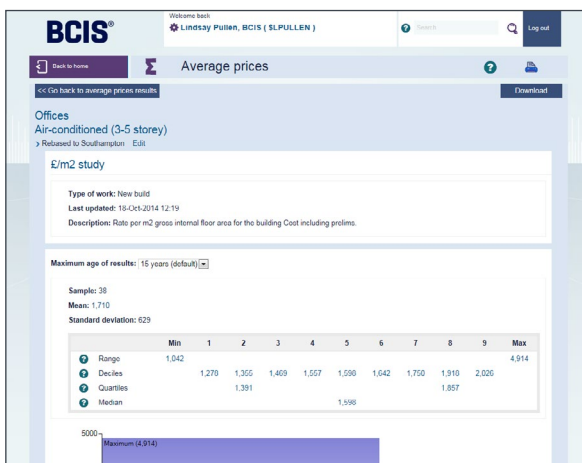 BCIS®
Welcome back
Lindsay Pullen, BCIS ( SLPULLEN )
? Search
Log out
Back to home
Σ Average prices
?
<< Go back to average prices results
Download
Offices
Air-conditioned (3-5 storey)
> Rebased to Southampton Edit
£/m2 study
Type of work: New build
Last updated: 18-Oct-2014 12:19
Description: Rate per m2 gross internal floor area for the building Cost including prelims.
Maximum age of results: 15 years (default)
Sample: 38
Mean: 1,710
Standard deviation: 629
Min 1 2 3 4 5 6 7 8 9 Max
? Range 1,042 4,914
? Deciles 1,278 1,355 1,469 1,557 1,598 1,642 1,750 1,910 2,026
? Quartiles 1,391 1,857
? Median 1,598
5000
Maximum (4,914)